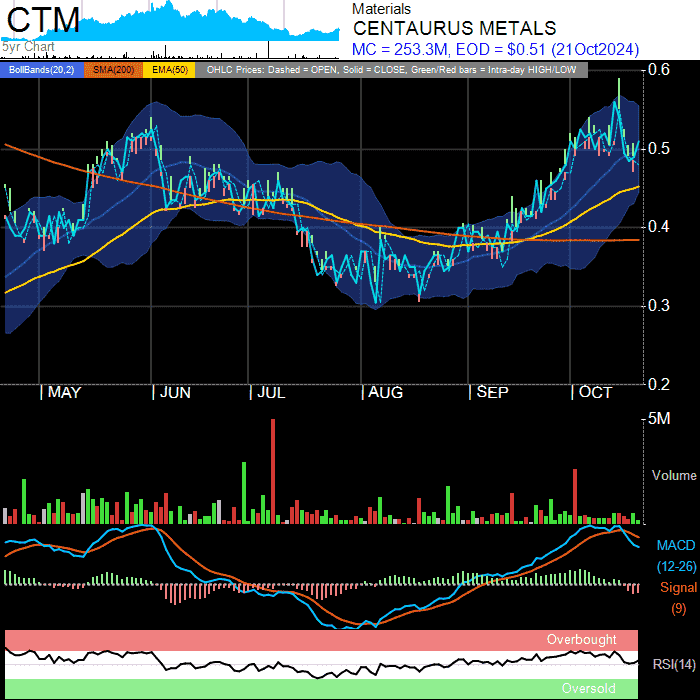 CTM
5yr Chart
Materials
CENTAURUS METALS
MC = 253.3M, EOD = $0.51 (21Oct2024)
BollBands(20,2) SMA(200) EMA(50) OHLC Prices: Dashed = OPEN, Solid = CLOSE, Green/Red bars = Intra-day HIGH/LOW
0.6
0.5
0.4
0.3
0.2
MAY JUN JUL AUG SEP OCT
5M
Volume
MACD
(12-26)
Signal
(9)
Overbought
RSI(14)
Oversold